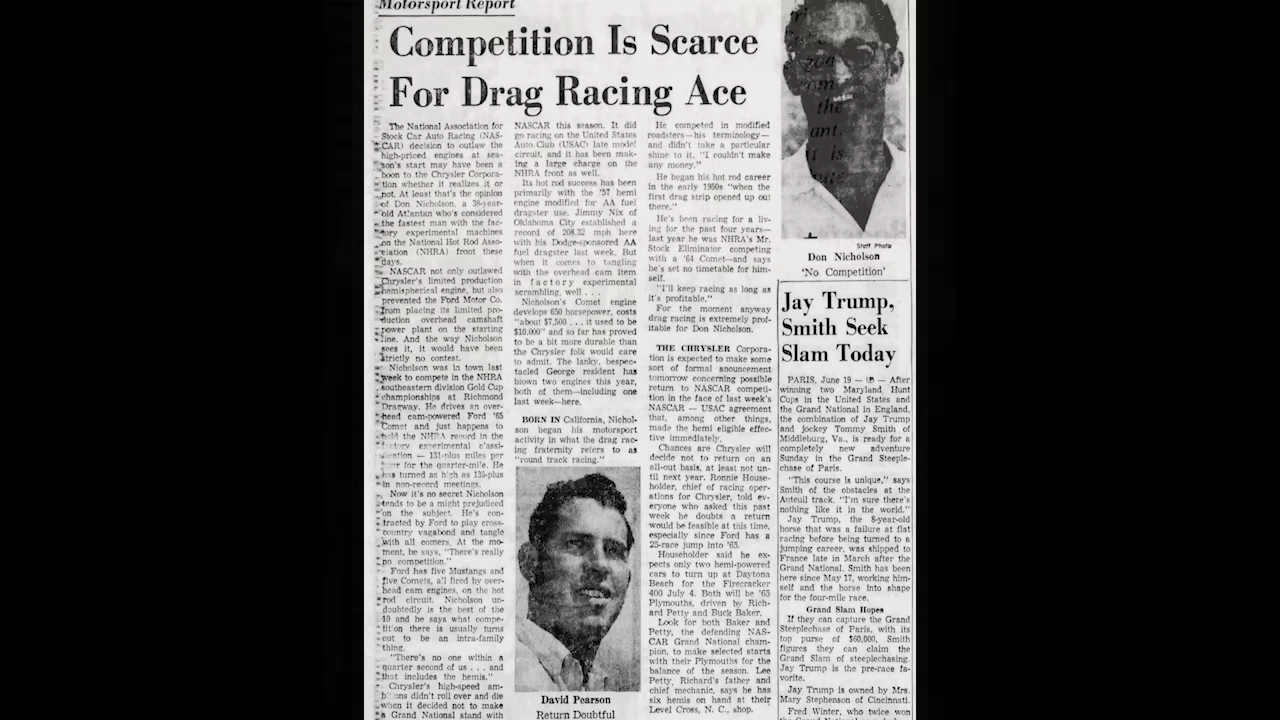 Motorsport Report
Competition Is Scarce
For Drag Racing Ace
The National Association for
Stock Car Auto Racing (NAS-
CAR) decision to outlaw the
high-priced engines at sea-
son's start may have been a
boon to the Chrysler Corpora-
tion whether it realizes it or
not. At least that's the opinion
of Don Nicholson, a 38-year-
old Atlantan who's considered
the fastest man with the fac-
tory experimental machines
on the National Hot Rod Asso-
ciation (NHRA) front these
days.
NASCAR not only outlawed
Chrysler's limited production
hemispherical engine, but also
prevented the Ford Motor Co.
from placing its limited pro-
duction overhead camshaft
power plant on the starting
line. And the way Nicholson
sees it, it would have been
strictly no contest.
Nicholson was in town last
week to compete in the NHRA
southeastern division Gold Cup
championships at Richmond
Dragway. He drives an over-
head cam-powered Ford '65
Comet and just happens to
hold the NHRA record in the
factory experimental classi-
ication — 131-plus miles per
hour for the quarter-mile. He
has turned as high as 135-plus
in non-record meetings.
Now it's no secret Nicholson
tends to be a might prejudiced
on the subject. He's con-
tracted by Ford to play cross-
country vagabond and tangle
with all comers. At the mo-
ment, he says, "There's really
no competition."
Ford has five Mustangs and
five Comets, all fired by over-
head cam engines, on the hot
rod circuit. Nicholson un-
doubtedly is the best of the
10 and he says what compe-
tition there is usually turns
out to be an intra-family
thing.
"There's no one within a
quarter second of us . . . and
that includes the hemis."
Chrysler's high-speed am-
bitions didn't roll over and die
when it decided not to make
a Grand National stand with
NASCAR this season. It did
go racing on the United States
Auto Club (USAC) late model
circuit, and it has been mak-
ing a large charge on the
NHRA front as well.
Its hot rod success has been
primarily with the '57 hemi
engine modified for AA fuel
dragster use. Jimmy Nix of
Oklahoma City established a
record of 208.32 mph here
with his Dodge-sponsored AA
fuel dragster last week. But
when it comes to tangling
with the overhead cam item
in factory experimental
scrambling, well . . .
Nicholson's Comet engine
develops 650 horsepower, costs
"about $7,500 . . . it used to be
$10,000" and so far has proved
to be a bit more durable than
the Chrysler folk would care
to admit. The lanky, bespec-
tacled George resident has
blown two engines this year,
both of them—including one
last week—here.
BORN IN California, Nichol-
son began his motorsport
activity in what the drag rac-
ing fraternity refers to as
"round track racing."
David Pearson
Return Doubtful
He competed in modified
roadsters—his terminology—
and didn't take a particular
shine to it. "I couldn't make
any money."
He began his hot rod career
in the early 1950s "when the
first drag strip opened up out
there."
He's been racing for a liv-
ing for the past four years—
last year he was NHRA's Mr.
Stock Eliminator competing
with a '64 Comet—and says
he's set no timetable for him-
self.
"I'll keep racing as long as
it's profitable."
For the moment anyway
drag racing is extremely prof-
itable for Don Nicholson.
THE CHRYSLER Corpora-
tion is expected to make some
sort of formal anouncement
tomorrow concerning possible
return to NASCAR competi-
tion in the face of last week's
NASCAR — USAC agreement
that, among other things,
made the hemi eligible effec-
tive immediately.
Chances are Chrysler will
decide not to return on an
all-out basis, at least not un-
til next year. Ronnie House-
holder, chief of racing oper-
ations for Chrysler, told ev-
eryone who asked this past
week he doubts a return
would be feasible at this time,
especially since Ford has a
25-race jump into '65.
Householder said he ex-
pects only two hemi-powered
cars to turn up at Daytona
Beach for the Firecracker
400 July 4. Both will be '65
Plymouths, driven by Rich-
ard Petty and Buck Baker.
Look for both Baker and
Petty, the defending NAS-
CAR Grand National cham-
pion, to make selected starts
with their Plymouths for the
balance of the season. Lee
Petty, Richard's father and
chief mechanic, says he has
six hemis on hand at their
Level Cross, N. C., shop.
the
ant
Staff Photo
Don Nicholson
'No Competition'
Jay Trump,
Smith Seek
Slam Today
PARIS, June 19 — — After
winning two Maryland Hunt
Cups in the United States and
the Grand National in England,
the combination of Jay Trump
and jockey Tommy Smith of
Middleburg, Va., is ready for a
completely new adventure
Sunday in the Grand Steeple-
chase of Paris.
"This course is unique," says
Smith of the obstacles at the
Auteuil track. "I'm sure there's
nothing like it in the world."
Jay Trump, the 8-year-old
horse that was a failure at flat
racing before being turned to a
jumping career, was shipped to
France late in March after the
Grand National. Smith has been
here since May 17, working him-
self and the horse into shape
for the four-mile race.
Grand Slam Hopes
If they can capture the Grand
Steeplechase of Paris, with its
top purse of $60,000, Smith
figures they can claim the
Grand Slam of steeplechasing.
Jay Trump is the pre-race fa-
vorite.
Jay Trump is owned by Mrs.
Mary Stephenson of Cincinnati.
Fred Winter, who twice won